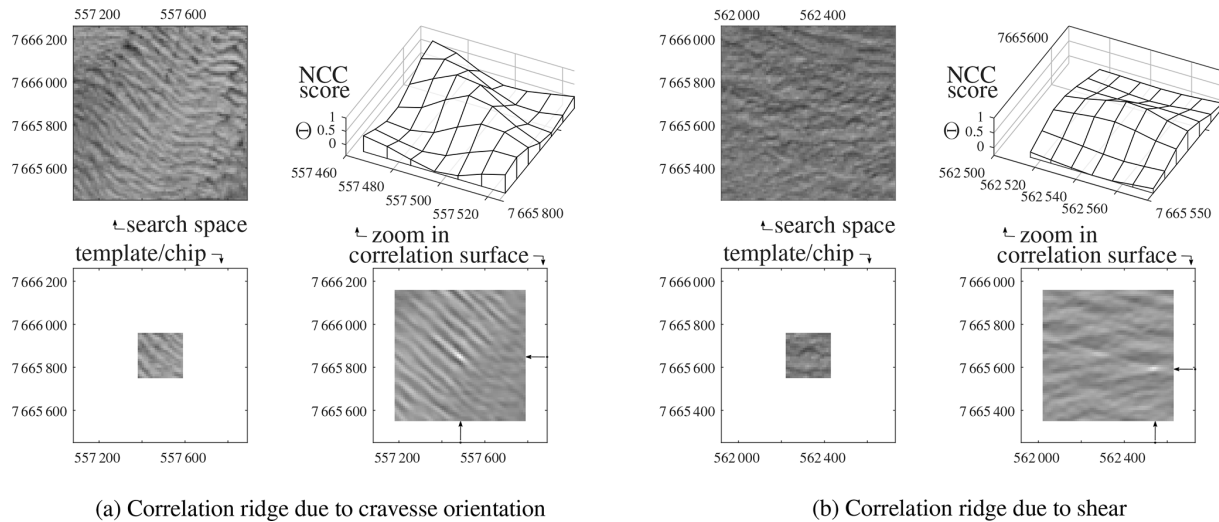 557 200 557 600
7 666 200
7 666 000
7 665 800
7 665 600
NCC
score
Θ
1
0.5
0
557 460
557 480
557 500
557 520
7 665 800
search space
zoom in
template/chip
correlation surface
7 666 200
7 666 000
7 665 800
7 665 600
557 200 557 600
557 200 557 600
(a) Correlation ridge due to cravesse orientation
562 000 562 400
7 666 000
7 665 800
7 665 600
7 665 400
7665600
NCC
score
Θ
1
0.5
0
562 500
562 520
562 540
562 560
7 665 550
search space
zoom in
template/chip
correlation surface
7 666 000
7 665 800
7 665 600
7 665 400
562 000 562 400
7 666 200
7 666 000
7 665 800
7 665 600
7 666 000
7 665 800
7 665 600
7 665 400
562 000 562 400
(b) Correlation ridge due to shear